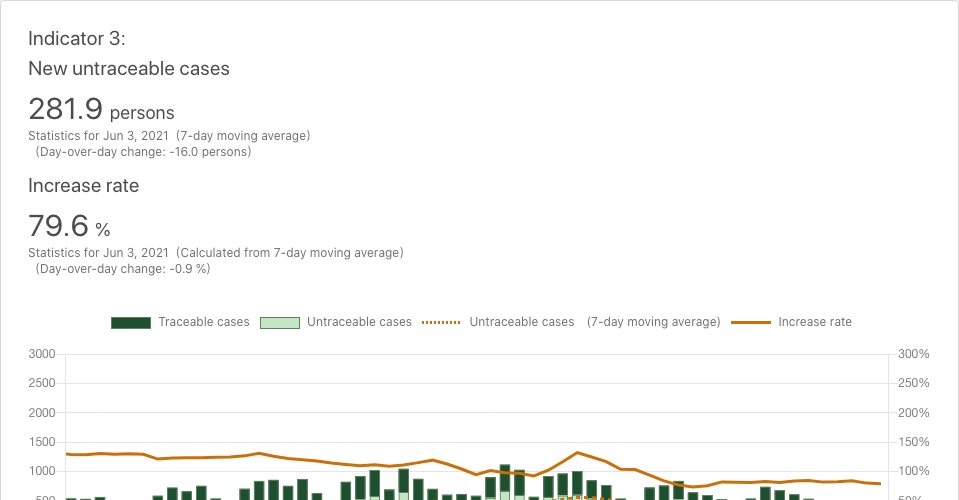 Indicator 3:
New untraceable cases
281.9 persons
Statistics for Jun 3, 2021 (7-day moving average)
(Day-over-day change: -16.0 persons)
Increase rate
79.6 %
Statistics for Jun 3, 2021 (Calculated from 7-day moving average)
(Day-over-day change: -0.9 %)
Traceable cases Untraceable cases Untraceable cases (7-day moving average) Increase rate
3000 300%
2500 250%
2000 200%
1500 150%
1000 100%
500 50%